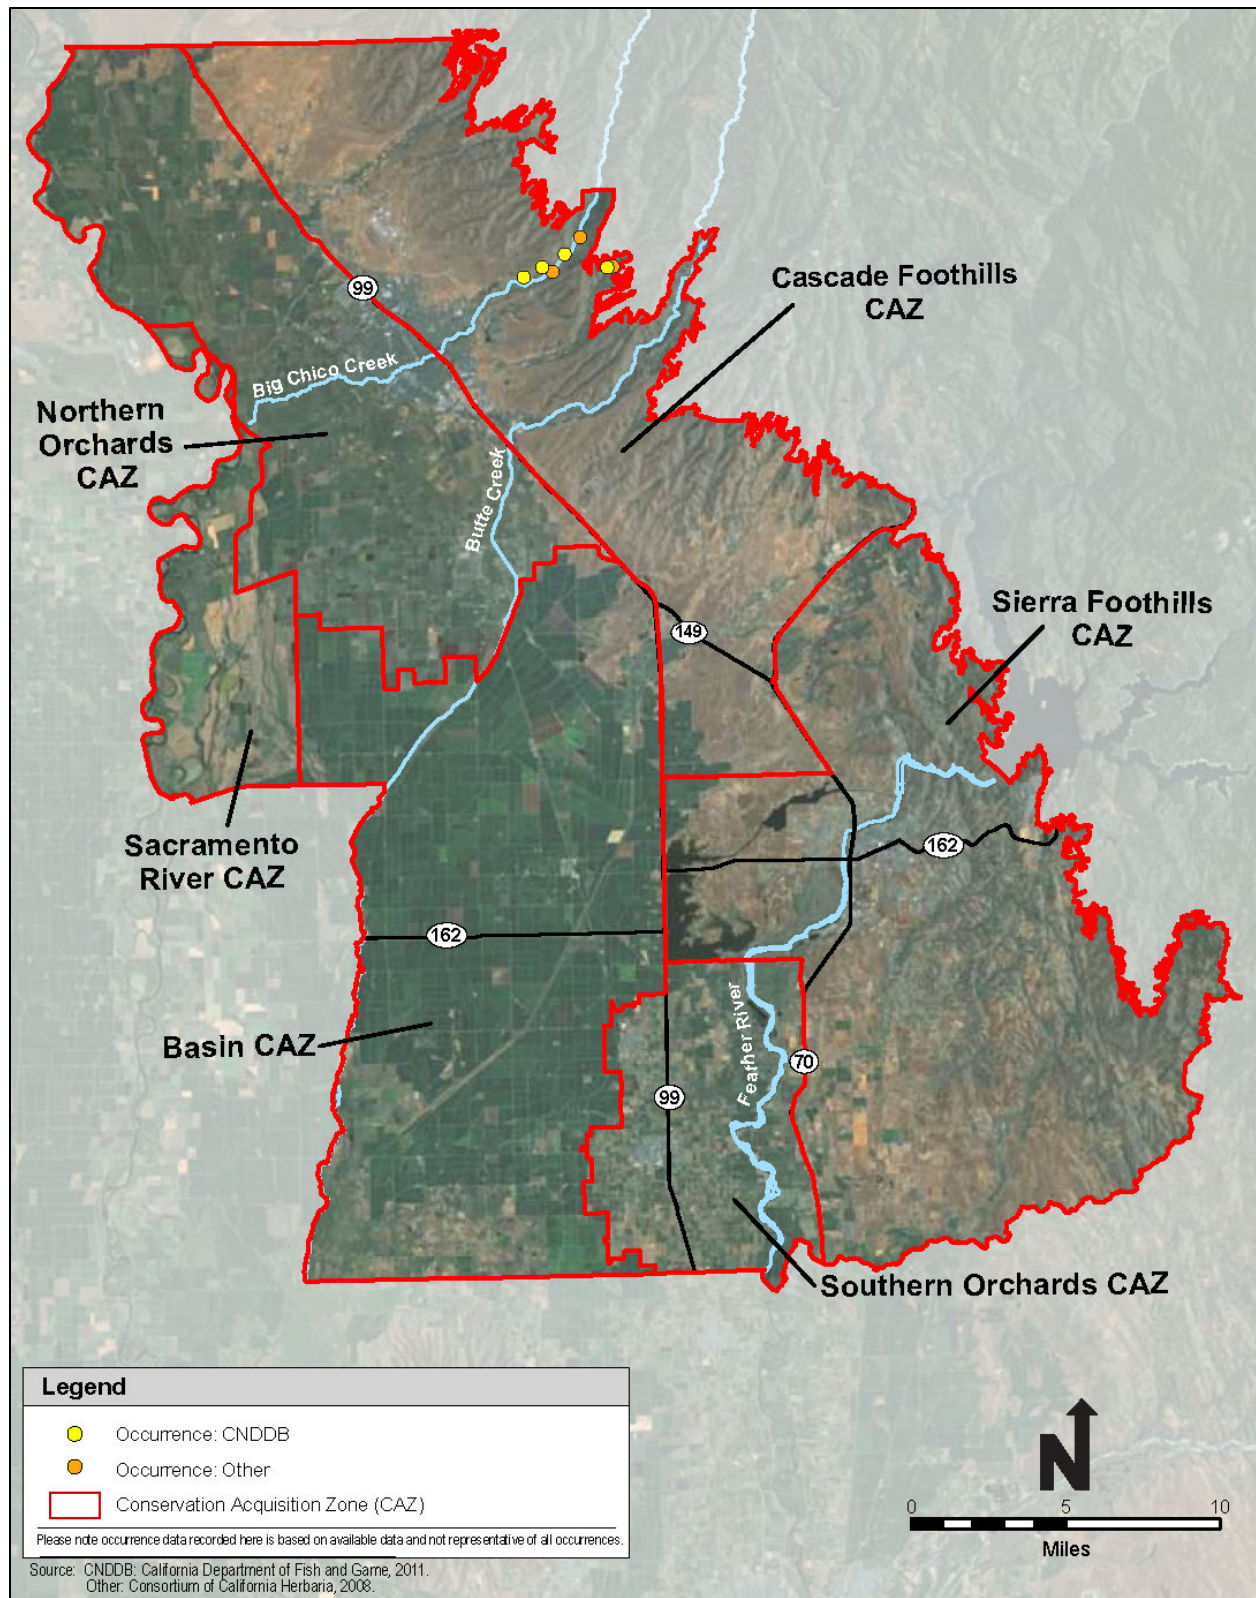 Cascade Foothills
CAZ
99
Big Chico Creek
Northern
Orchards
CAZ
Butte Creek
Sierra Foothills
CAZ
149
Sacramento
River CAZ
162
162
Basin CAZ
Feather River
70
99
Southern Orchards CAZ
Legend
Occurrence: CNDDB
Occurrence: Other
Conservation Acquisition Zone (CAZ)
Please note occurrence data recorded here is based on available data and not representative of all occurrences.
Source: CNDDB: California Department of Fish and Game, 2011.
Other: Consortium of California Herbaria, 2008.
N
0 5 10
Miles